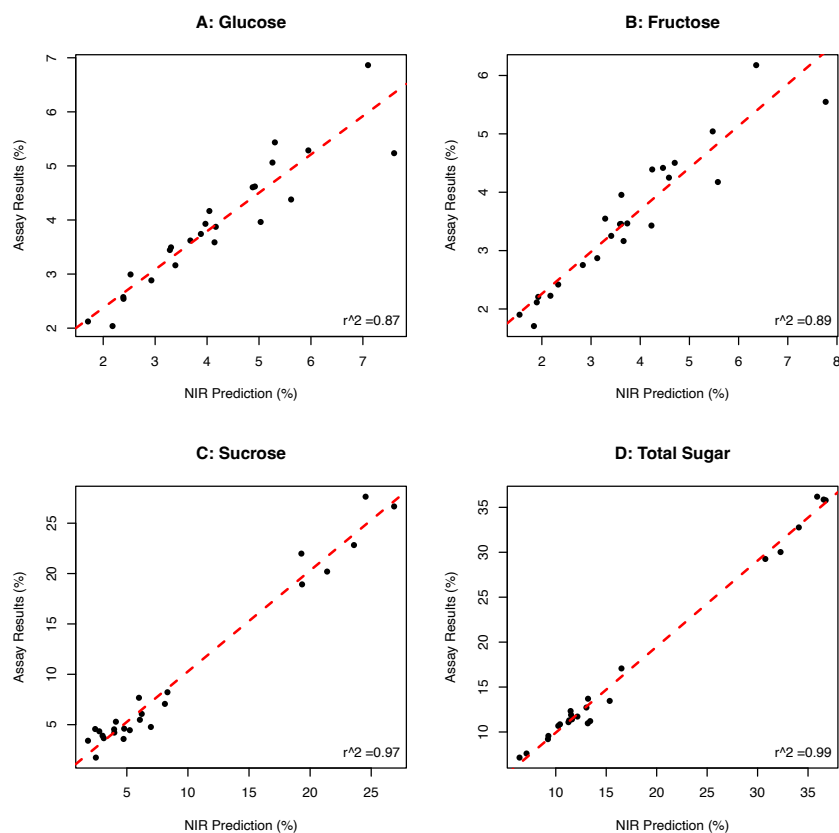 A: Glucose
Assay Results (%)
7
6
5
4
3
2
r^2 =0.87
2 3 4 5 6 7
NIR Prediction (%)
B: Fructose
Assay Results (%)
6
5
4
3
2
r^2 =0.89
2 3 4 5 6 7 8
NIR Prediction (%)
C: Sucrose
Assay Results (%)
25
20
15
10
5
r^2 =0.97
5 10 15 20 25
NIR Prediction (%)
D: Total Sugar
Assay Results (%)
35
30
25
20
15
10
r^2 =0.99
10 15 20 25 30 35
NIR Prediction (%)